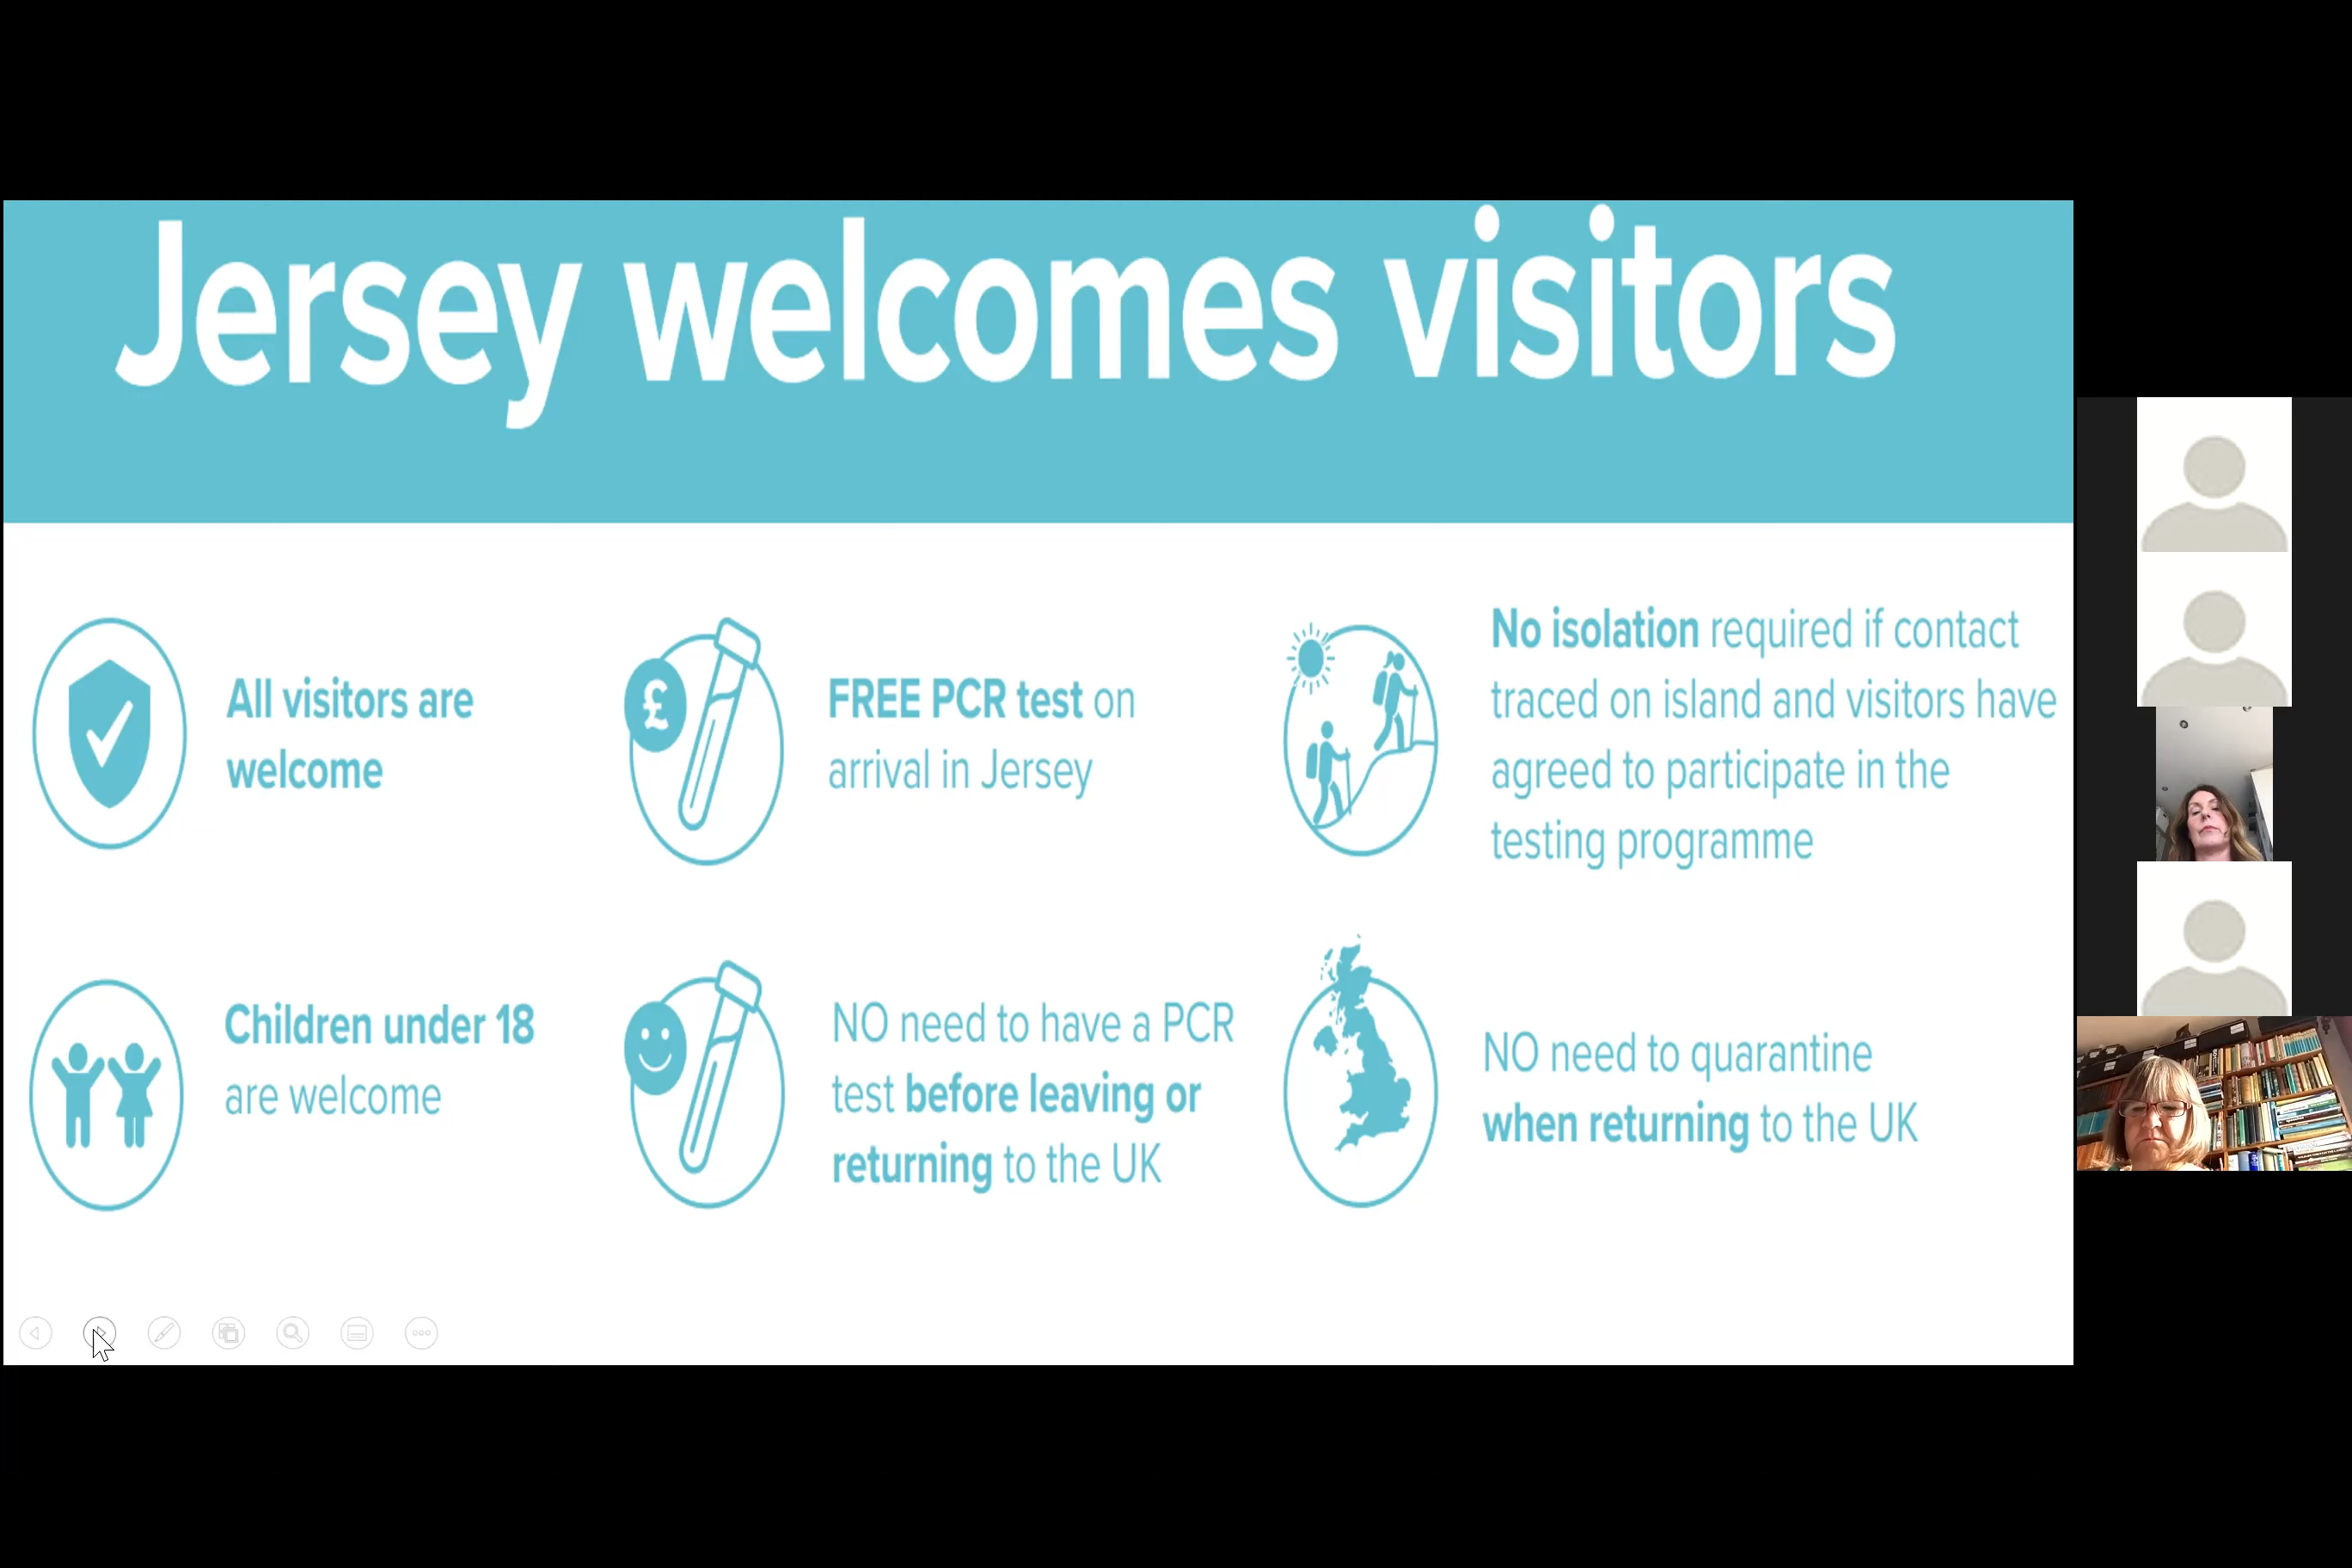 Jersey welcomes visitors
All visitors are
welcome
£
FREE PCR test on
arrival in Jersey
No isolation required if contact
traced on island and visitors have
agreed to participate in the
testing programme
Children under 18
are welcome
NO need to have a PCR
test before leaving or
returning to the UK
NO need to quarantine
when returning to the UK